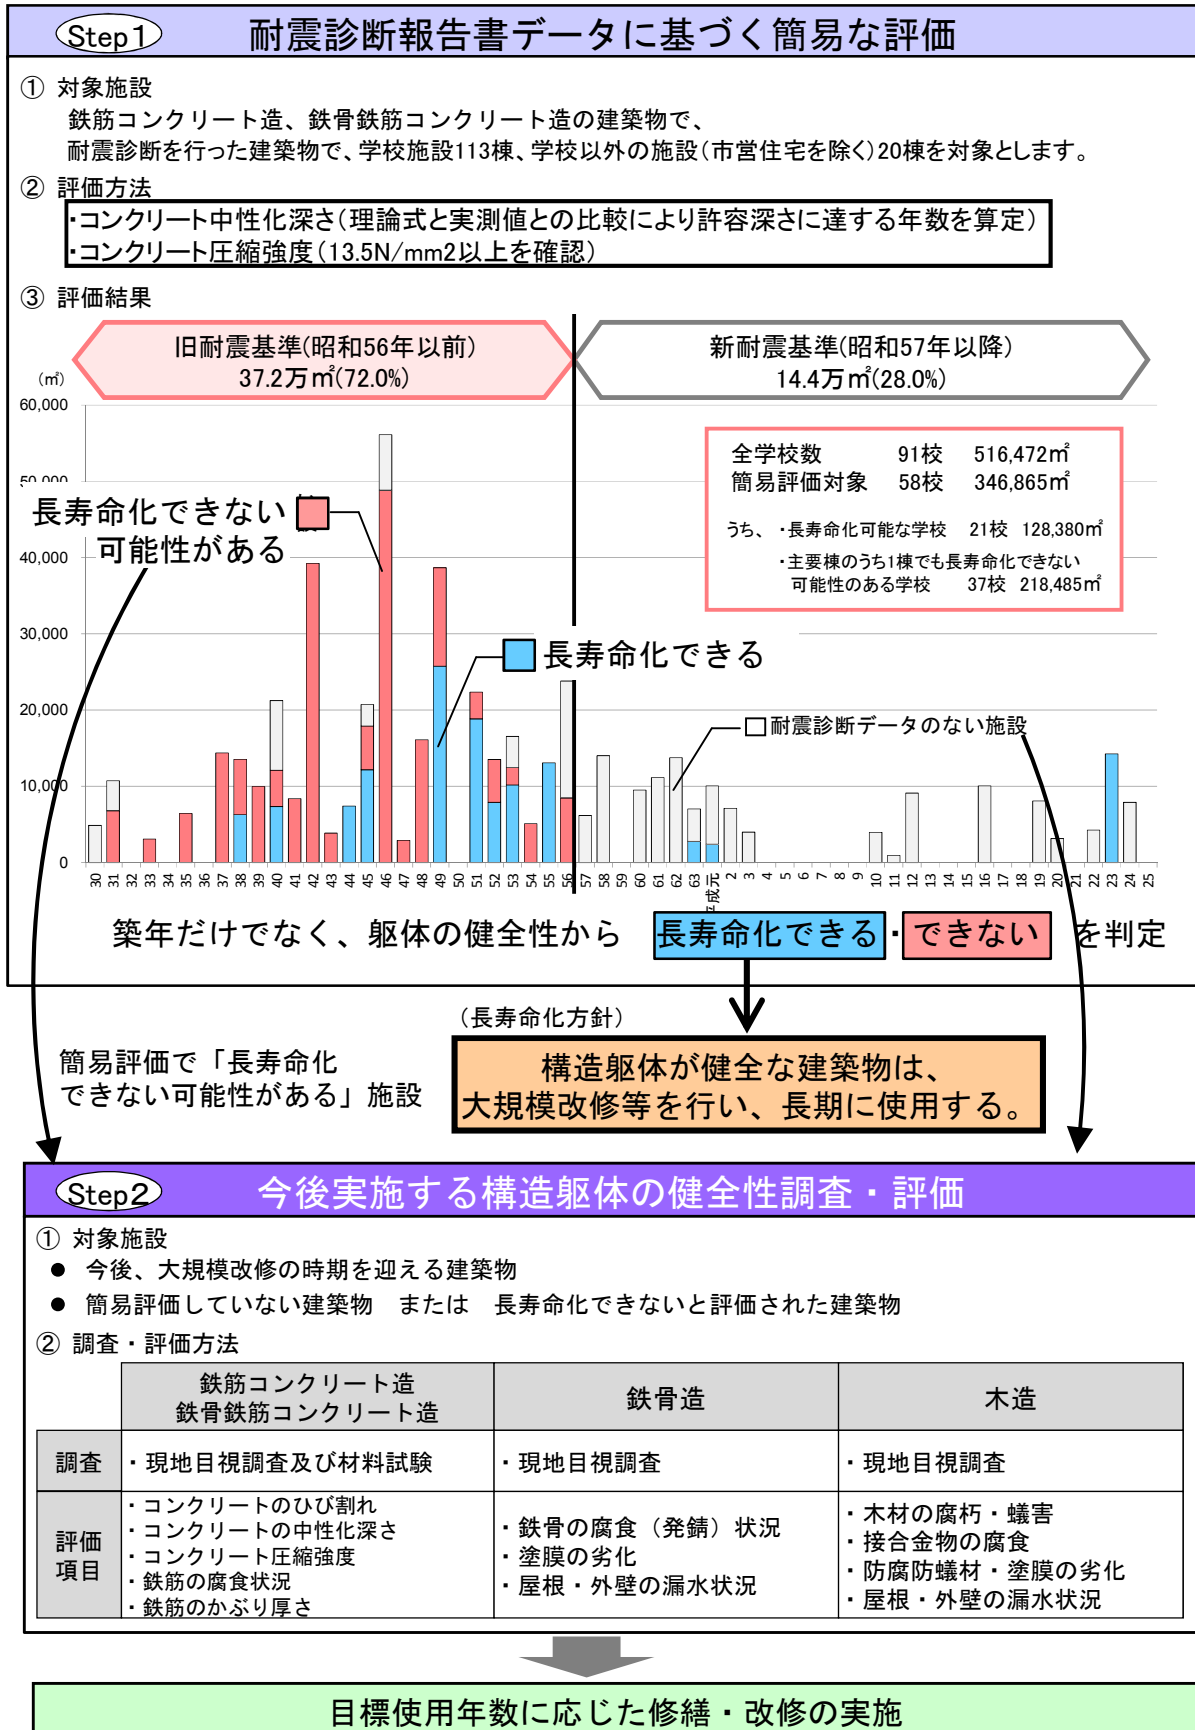 Step1 耐震診断報告書データに基づく簡易な評価
① 対象施設
鉄筋コンクリート造、鉄骨鉄筋コンクリート造の建築物で、
耐震診断を行った建築物で、学校施設113棟、学校以外の施設(市営住宅を除く)20棟を対象とします。
② 評価方法
・コンクリート中性化深さ(理論式と実測値との比較により許容深さに達する年数を算定)
・コンクリート圧縮強度(13.5N/mm2以上を確認)
③ 評価結果
旧耐震基準(昭和56年以前)
37.2万㎡(72.0%)
新耐震基準(昭和57年以降)
14.4万㎡(28.0%)
(㎡)
60,000
50,000
40,000
30,000
20,000
10,000
0
全学校数 91校 516,472㎡
簡易評価対象 58校 346,865㎡
うち、・長寿命化可能な学校 21校 128,380㎡
・主要棟のうち1棟でも長寿命化できない
可能性のある学校 37校 218,485㎡
長寿命化できない
可能性がある
長寿命化できる
耐震診断データのない施設
30 31 32 33 34 35 36 37 38 39 40 41 42 43 44 45 46 47 48 49 50 51 52 53 54 55 56 57 58 59 60 61 62 63 平成元 2 3 4 5 6 7 8 9 10 11 12 13 14 15 16 17 18 19 20 21 22 23 24 25
築年だけでなく、躯体の健全性から 長寿命化できる・できない を判定
(長寿命化方針)
構造躯体が健全な建築物は、
大規模改修等を行い、長期に使用する。
簡易評価で「長寿命化
できない可能性がある」施設
Step2 今後実施する構造躯体の健全性調査・評価
① 対象施設
● 今後、大規模改修の時期を迎える建築物
● 簡易評価していない建築物 または 長寿命化できないと評価された建築物
② 調査・評価方法
鉄筋コンクリート造
鉄骨鉄筋コンクリート造
鉄骨造
木造
調査
・現地目視調査及び材料試験
・現地目視調査
・現地目視調査
評価
項目
・コンクリートのひび割れ
・コンクリートの中性化深さ
・コンクリート圧縮強度
・鉄筋の腐食状況
・鉄筋のかぶり厚さ
・鉄骨の腐食(発錆)状況
・塗膜の劣化
・屋根・外壁の漏水状況
・木材の腐朽・蟻害
・接合金物の腐食
・防腐防蟻材・塗膜の劣化
・屋根・外壁の漏水状況
目標使用年数に応じた修繕・改修の実施